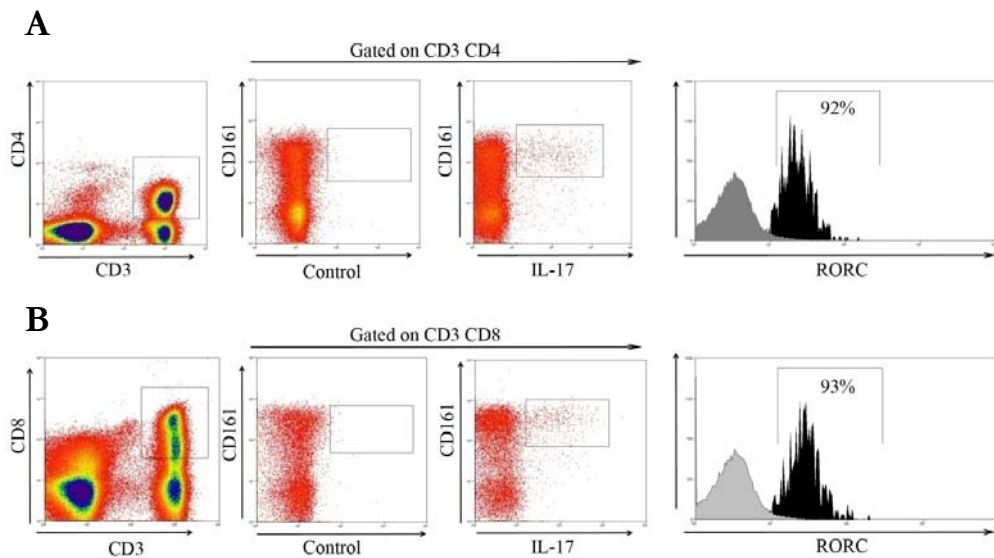 A
Gated on CD3 CD4
CD4
CD3
CD161
Control
CD161
IL-17
92%
RORC
B
Gated on CD3 CD8
CD8
CD3
CD161
Control
CD161
IL-17
93%
RORC